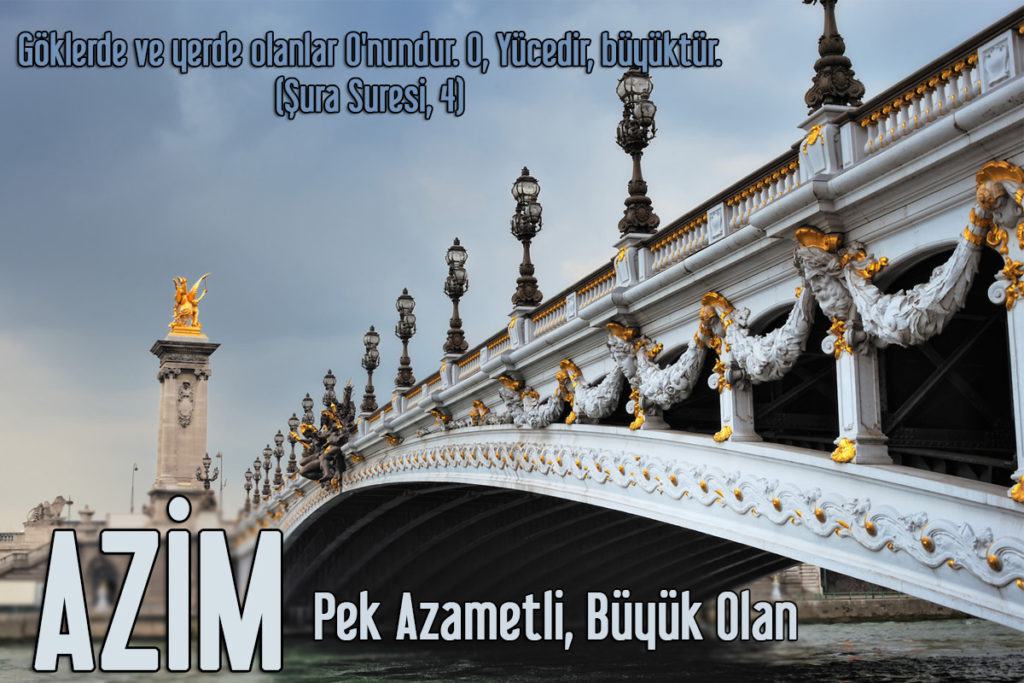 Göklerde ve yerde olanlar O'nundur. O, Yücedir, büyüktür.
(Şura Suresi, 4)
AZİM
Pek Azametli, Büyük Olan